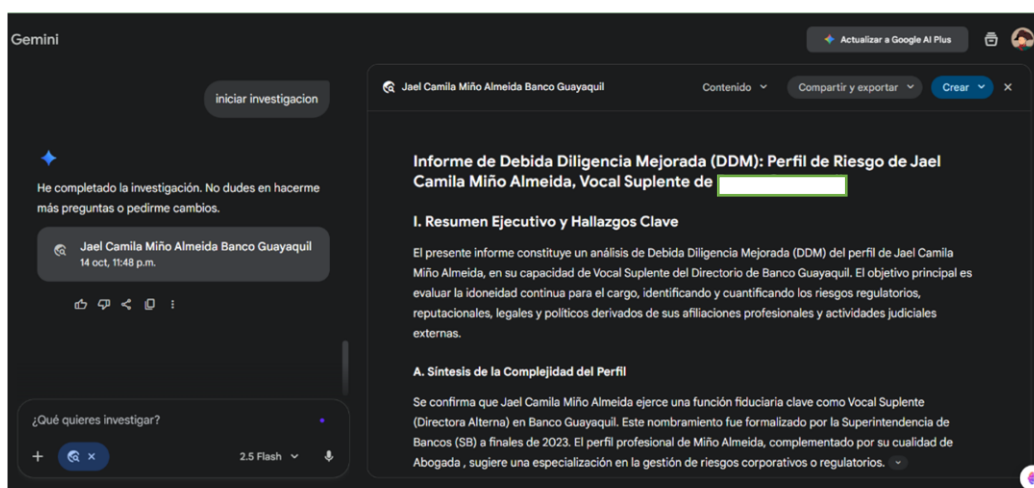 Gemini
Actualizar a Google AI Plus
iniciar investigacion
He completado la investigación. No dudes en hacerme
más preguntas o pedirme cambios.
Jael Camila Miño Almeida Banco Guayaquil
14 oct, 11:48 p.m.
¿Qué quieres investigar?
2.5 Flash
Jael Camila Miño Almeida Banco Guayaquil
Contenido
Compartir y exportar
Crear
Informe de Debida Diligencia Mejorada (DDM): Perfil de Riesgo de Jael
Camila Miño Almeida, Vocal Suplente de
I. Resumen Ejecutivo y Hallazgos Clave
El presente informe constituye un análisis de Debida Diligencia Mejorada (DDM) del perfil de Jael Camila
Miño Almeida, en su capacidad de Vocal Suplente del Directorio de Banco Guayaquil. El objetivo principal es
evaluar la idoneidad continua para el cargo, identificando y cuantificando los riesgos regulatorios,
reputacionales, legales y políticos derivados de sus afiliaciones profesionales y actividades judiciales
externas.
A. Síntesis de la Complejidad del Perfil
Se confirma que Jael Camila Miño Almeida ejerce una función fiduciaria clave como Vocal Suplente
(Directora Alterna) en Banco Guayaquil. Este nombramiento fue formalizado por la Superintendencia de
Bancos (SB) a finales de 2023. El perfil profesional de Miño Almeida, complementado por su cualidad de
Abogada , sugiere una especialización en la gestión de riesgos corporativos o regulatorios.